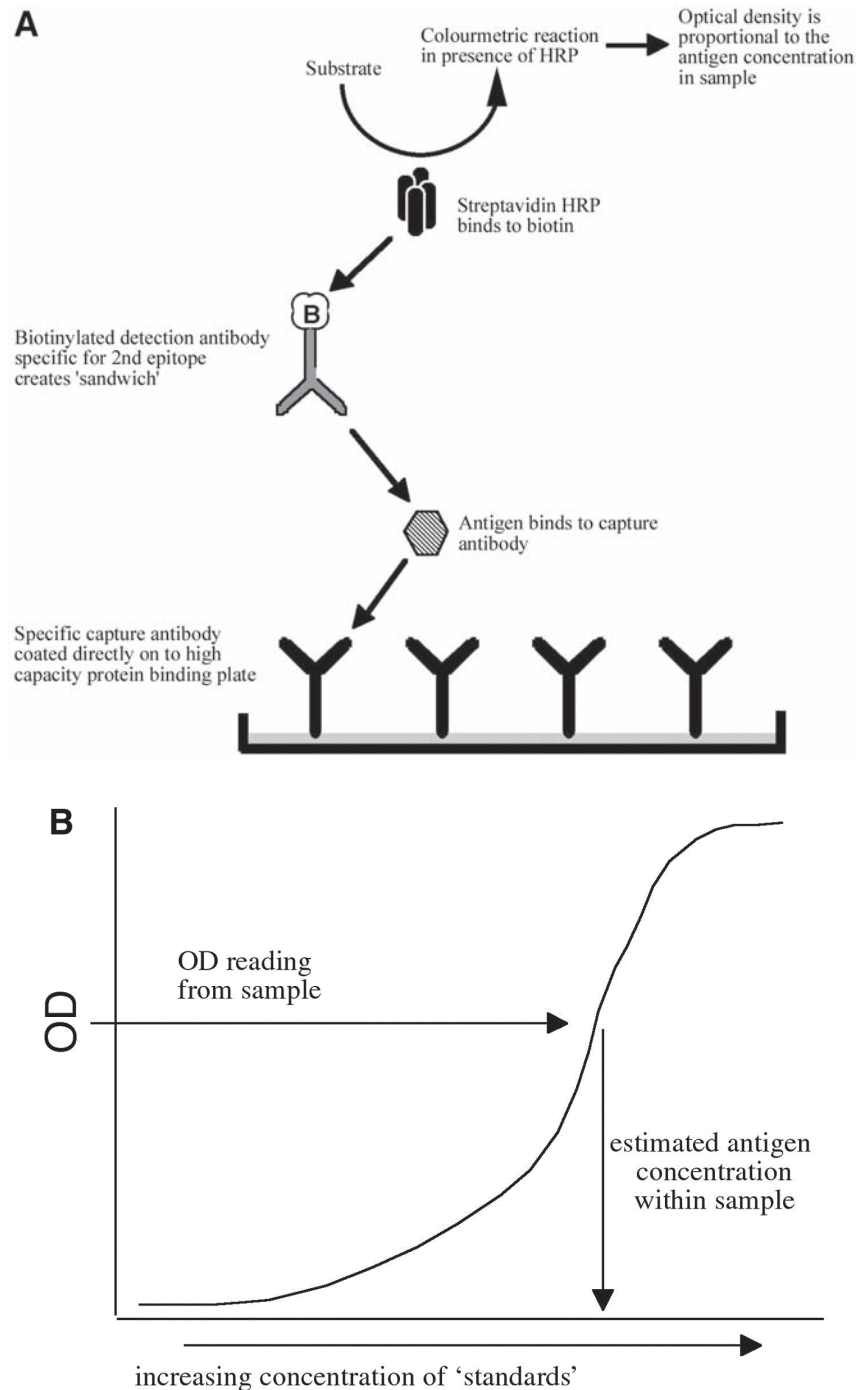 A
Substrate
Colourmetric reaction
in presence of HRP
Optical density is
proportional to the
antigen concentration
in sample
Streptavidin HRP
binds to biotin
B
Biotinylated detection antibody
specific for 2nd epitope
creates 'sandwich'
Antigen binds to capture
antibody
Specific capture antibody
coated directly on to high
capacity protein binding plate
B
OD reading
from sample
OD
estimated antigen
concentration
within sample
increasing concentration of ‘standards’